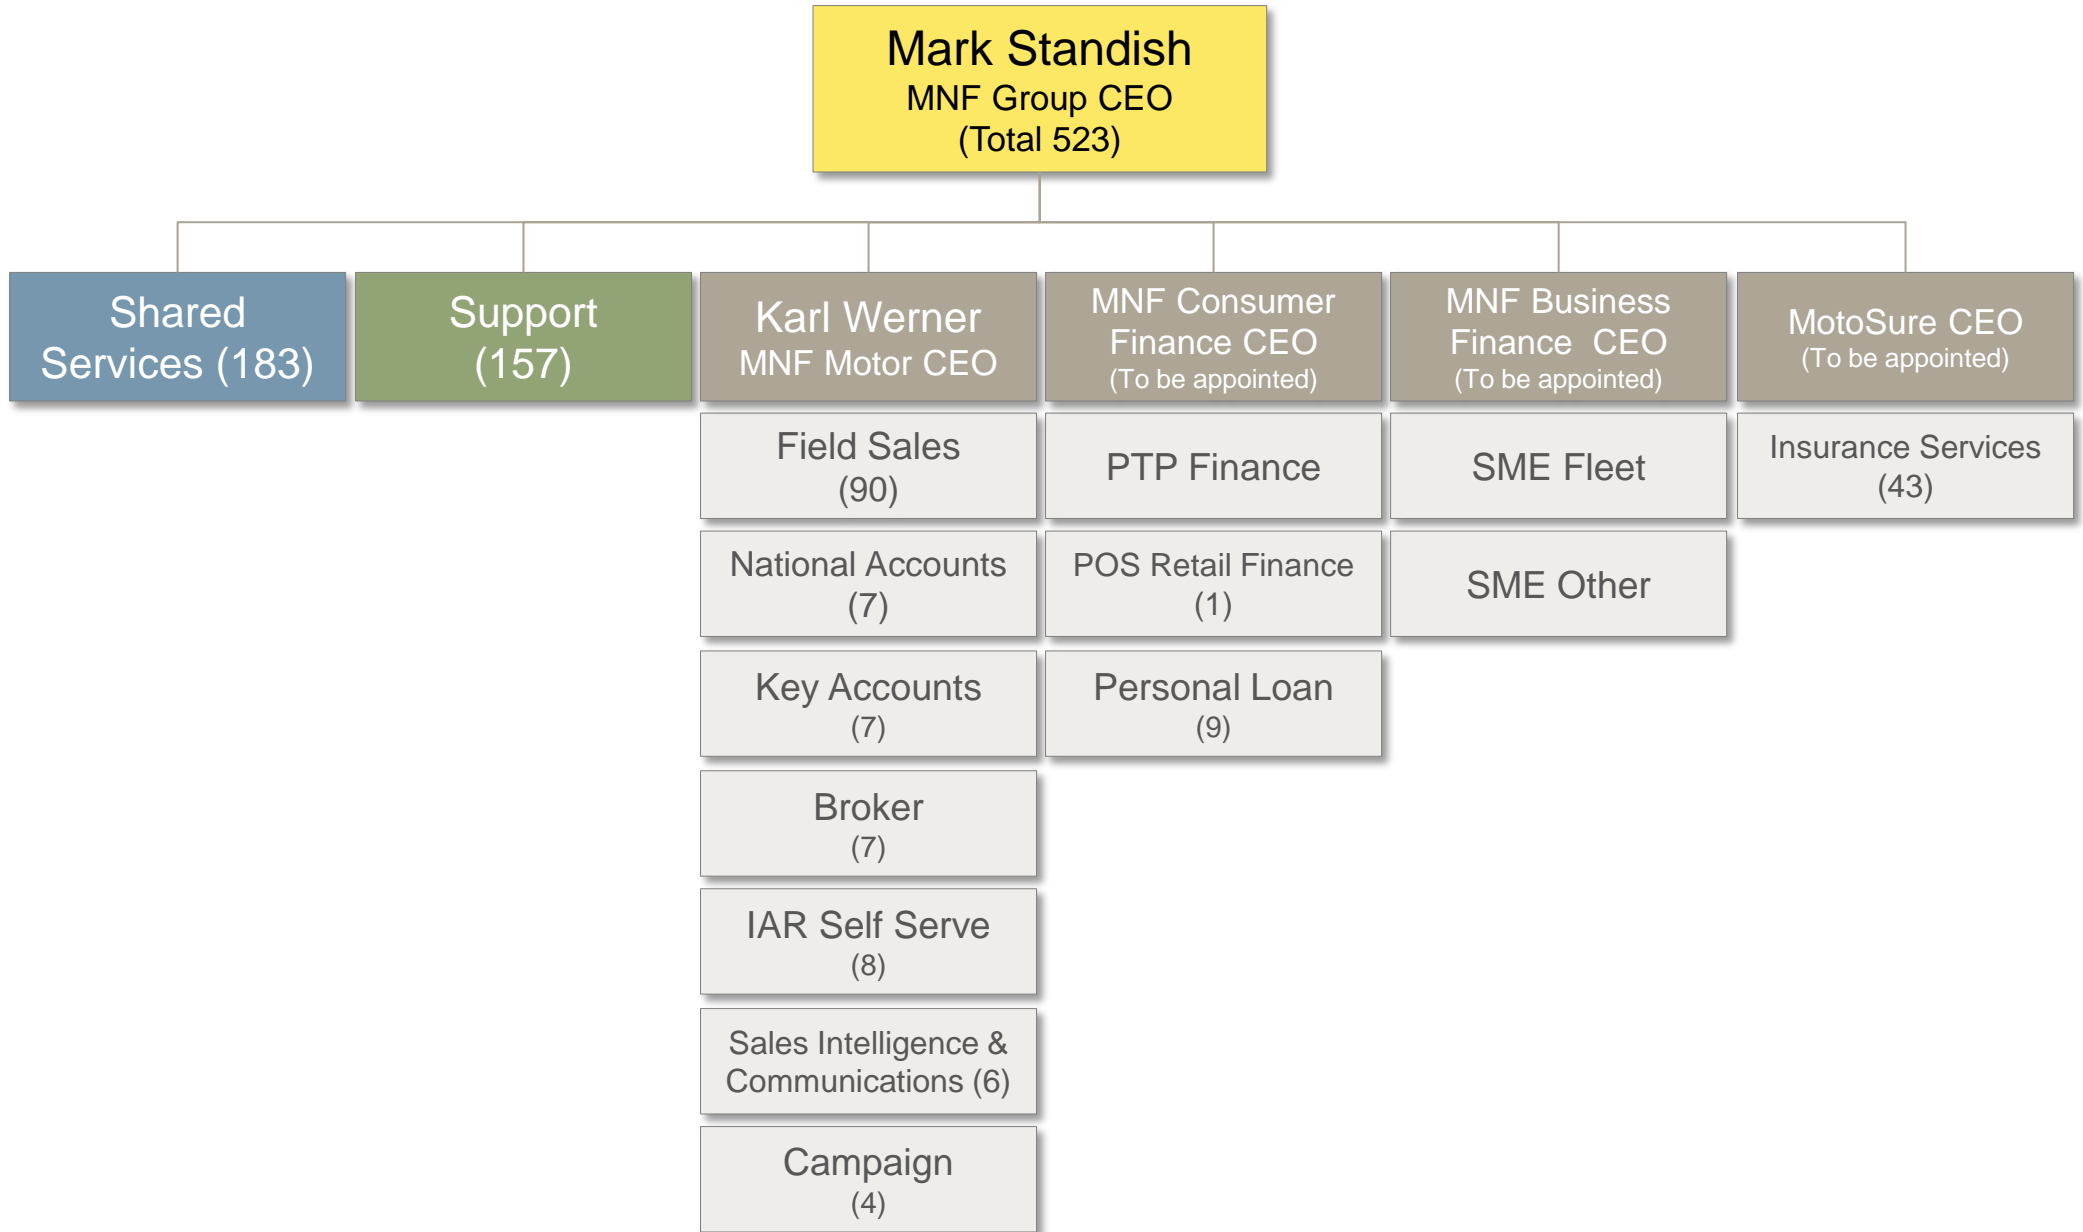 Mark Standish
MNF Group CEO
(Total 523)
Shared
Services (183)
Support
(157)
Karl Werner
MNF Motor CEO
MNF Consumer
Finance CEO
(To be appointed)
MNF Business
Finance  CEO
(To be appointed)
MotoSure CEO
(To be appointed)
Field Sales
(90)
PTP Finance
SME Fleet
Insurance Services
(43)
National Accounts
(7)
POS Retail Finance
(1)
SME Other
Key Accounts
(7)
Personal Loan
(9)
Broker
(7)
IAR Self Serve
(8)
Sales Intelligence &
Communications (6)
Campaign
(4)